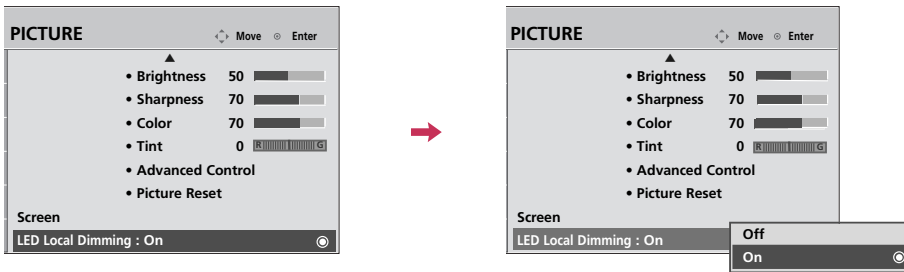 PICTURE Move Enter
• Brightness 50
• Sharpness 70
• Color 70
• Tint 0 R G
• Advanced Control
• Picture Reset
Screen
LED Local Dimming : On
PICTURE Move Enter
• Brightness 50
• Sharpness 70
• Color 70
• Tint 0 R G
• Advanced Control
• Picture Reset
Screen
LED Local Dimming : On
Off
On